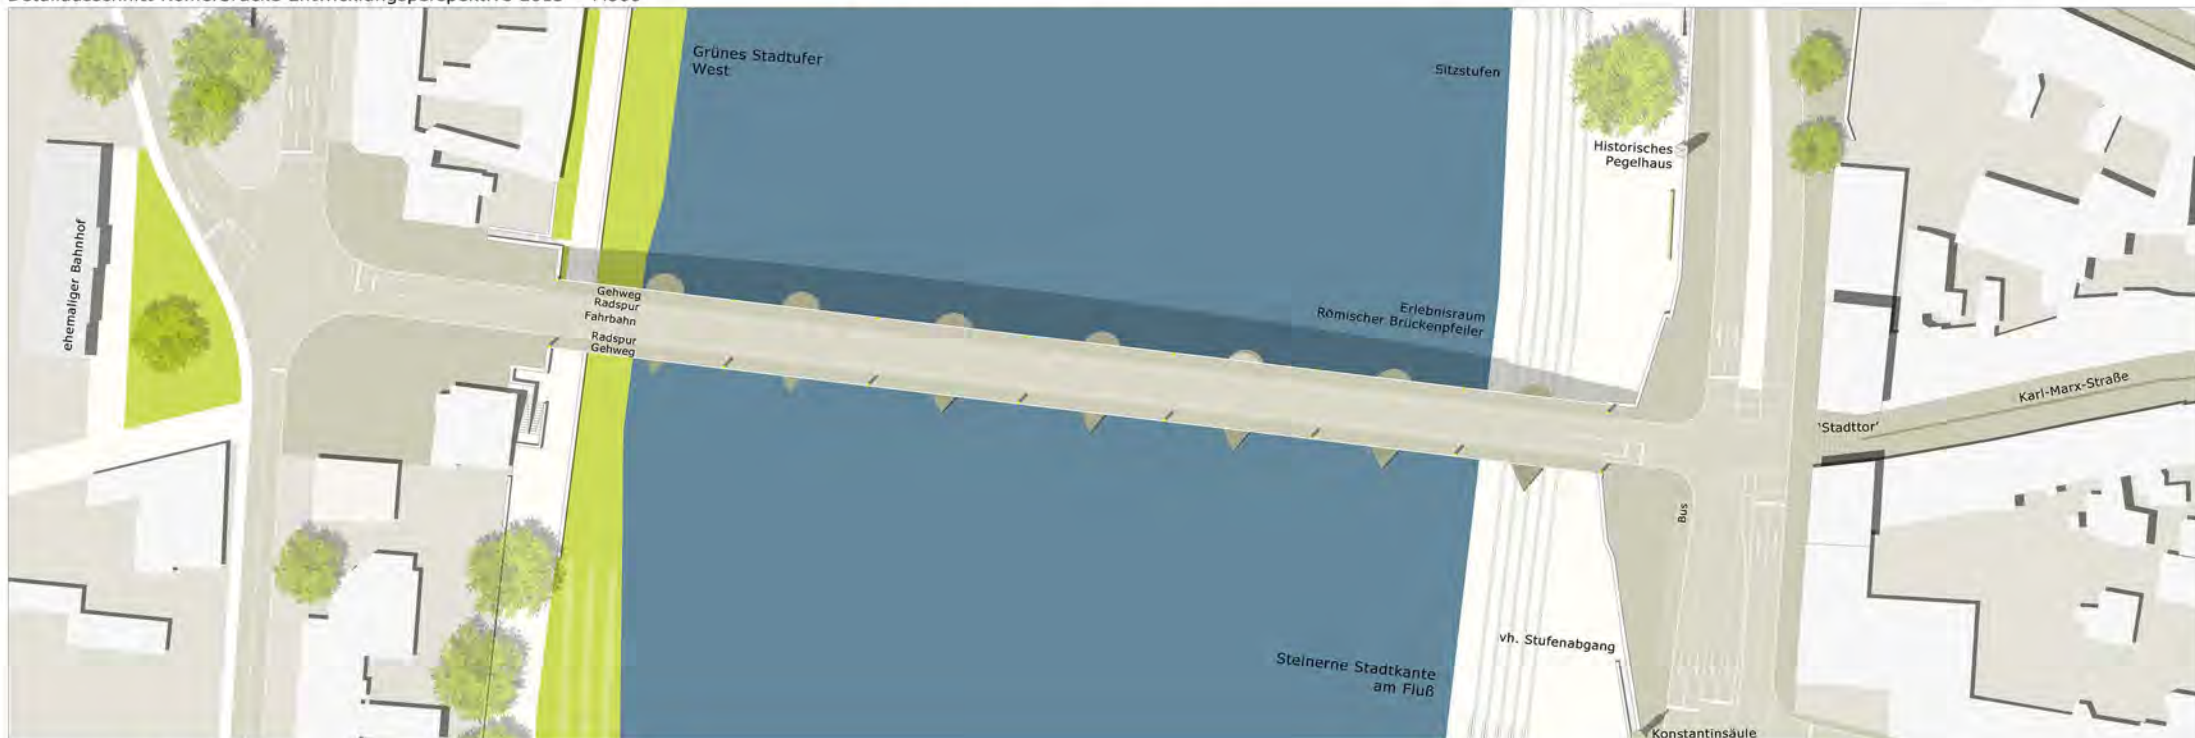 Grünes Stadtufer
West
Sitzstufen
Historisches
Pegelhaus
ehemaliger Bahnhof
Gehweg
Radspur
Fahrbahn
Radspur
Gehweg
Erlebnisraum
Römischer Brückenpfeiler
Karl-Marx-Straße
'Stadttor'
Bus
vh. Stufenabgang
Steinerne Stadtkante
am Fluß
Konstantinsäule